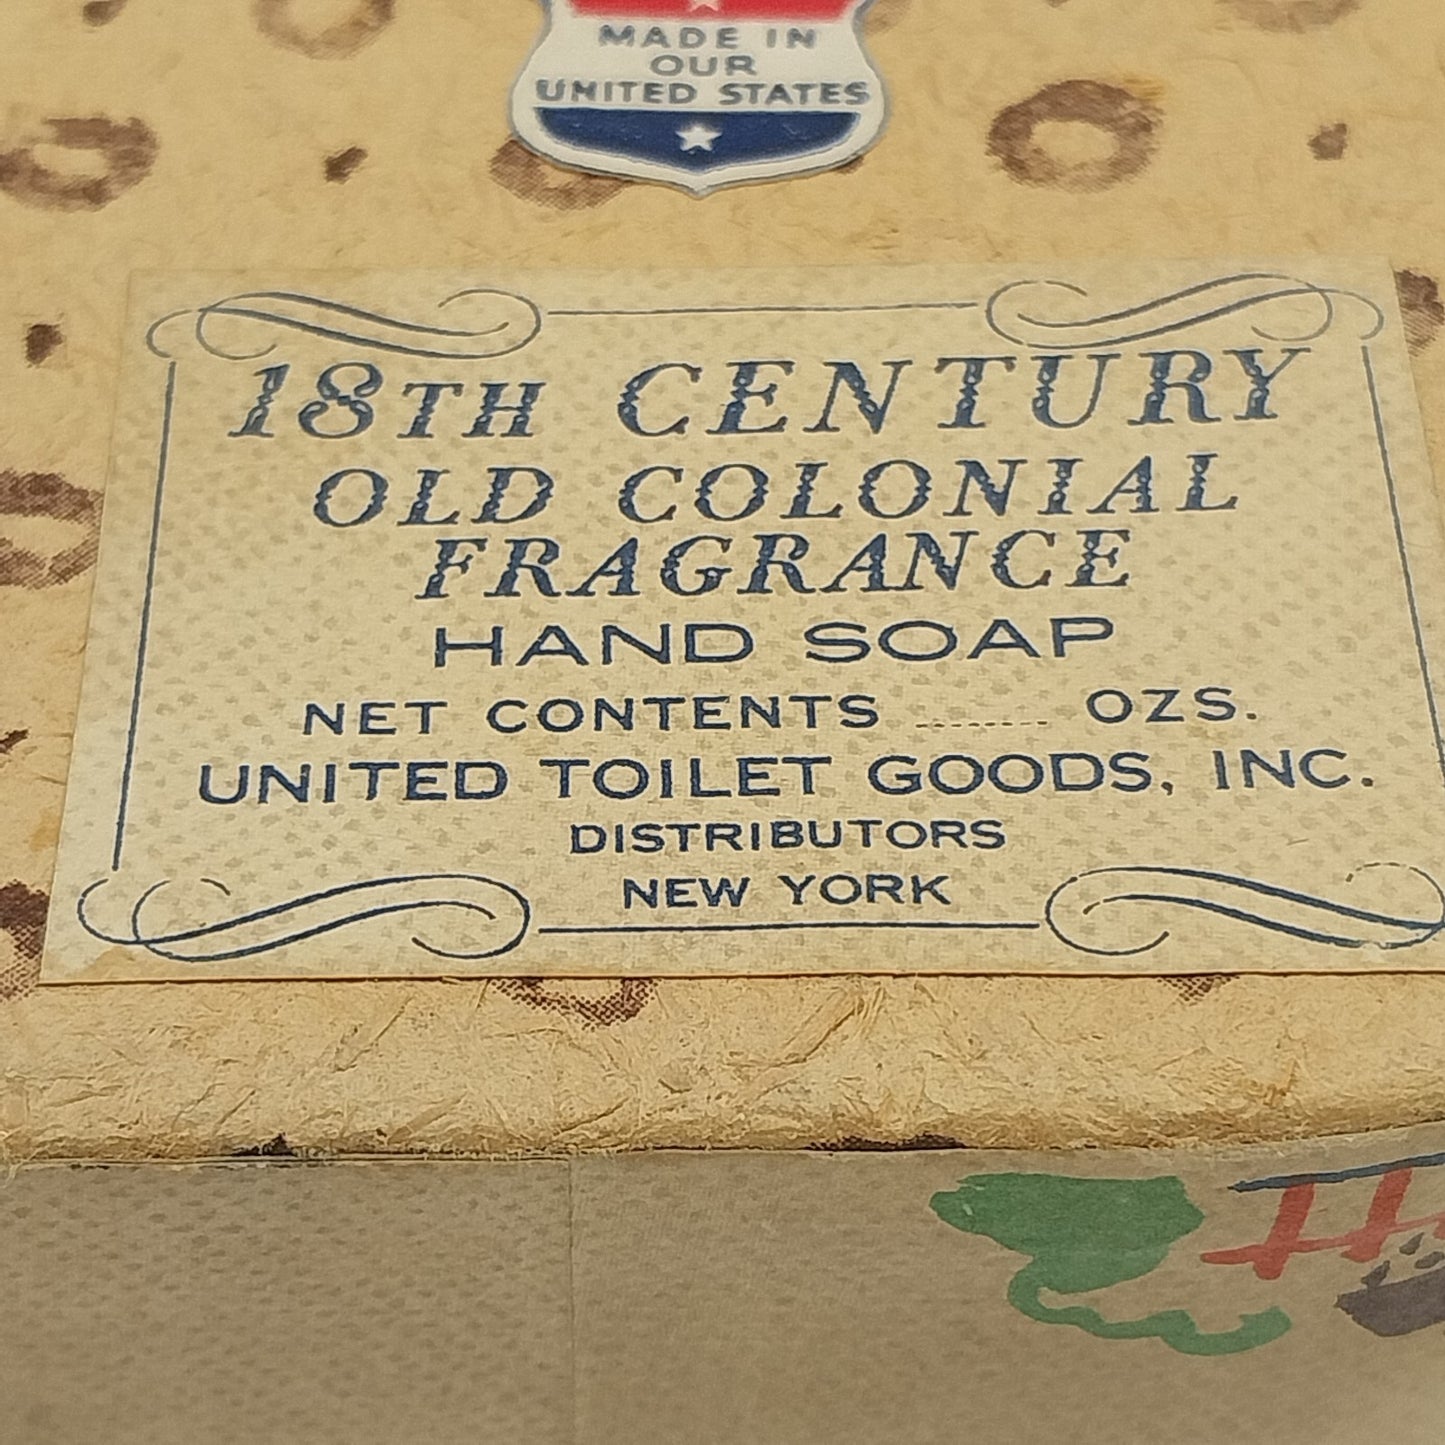 MADE IN
OUR
UNITED STATES
18TH CENTURY
OLD COLONIAL
FRAGRANCE
HAND SOAP
NET CONTENTS ........ OZS.
UNITED TOILET GOODS, INC.
DISTRIBUTORS
NEW YORK